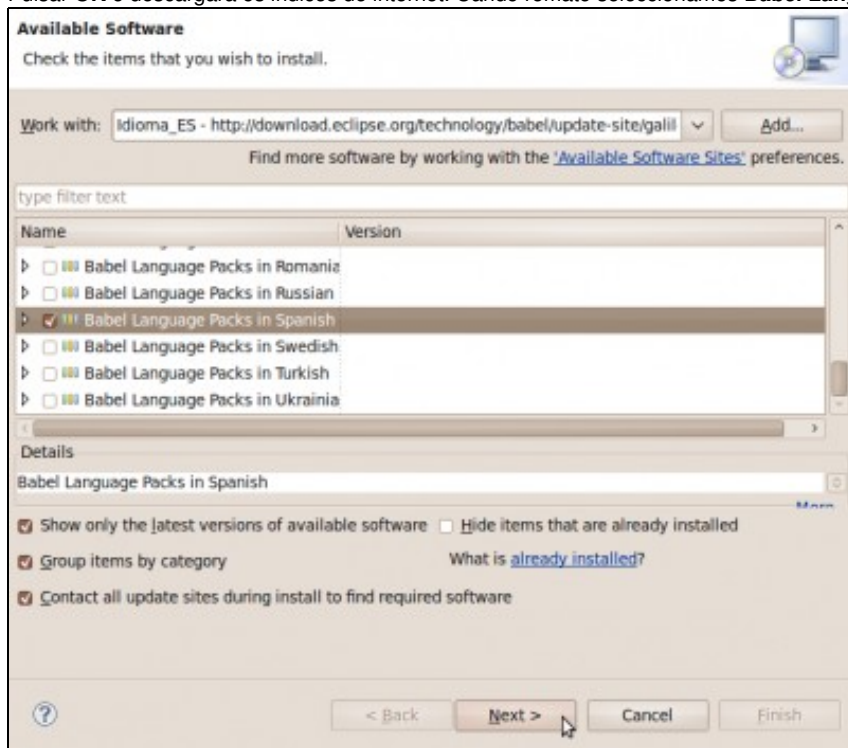 Available Software
Check the items that you wish to install.
Work with: Idioma_ES - http://download.eclipse.org/technology/babel/update-site/galil Add...
Find more software by working with the 'Available Software Sites' preferences.
type filter text
Name Version
Babel Language Packs in Romania
Babel Language Packs in Russian
Babel Language Packs in Spanish
Babel Language Packs in Swedish
Babel Language Packs in Turkish
Babel Language Packs in Ukrainia
Details
Babel Language Packs in Spanish
More
Show only the latest versions of available software Hide items that are already installed
Group items by category What is already installed?
Contact all update sites during install to find required software
< Back Next > Cancel Finish